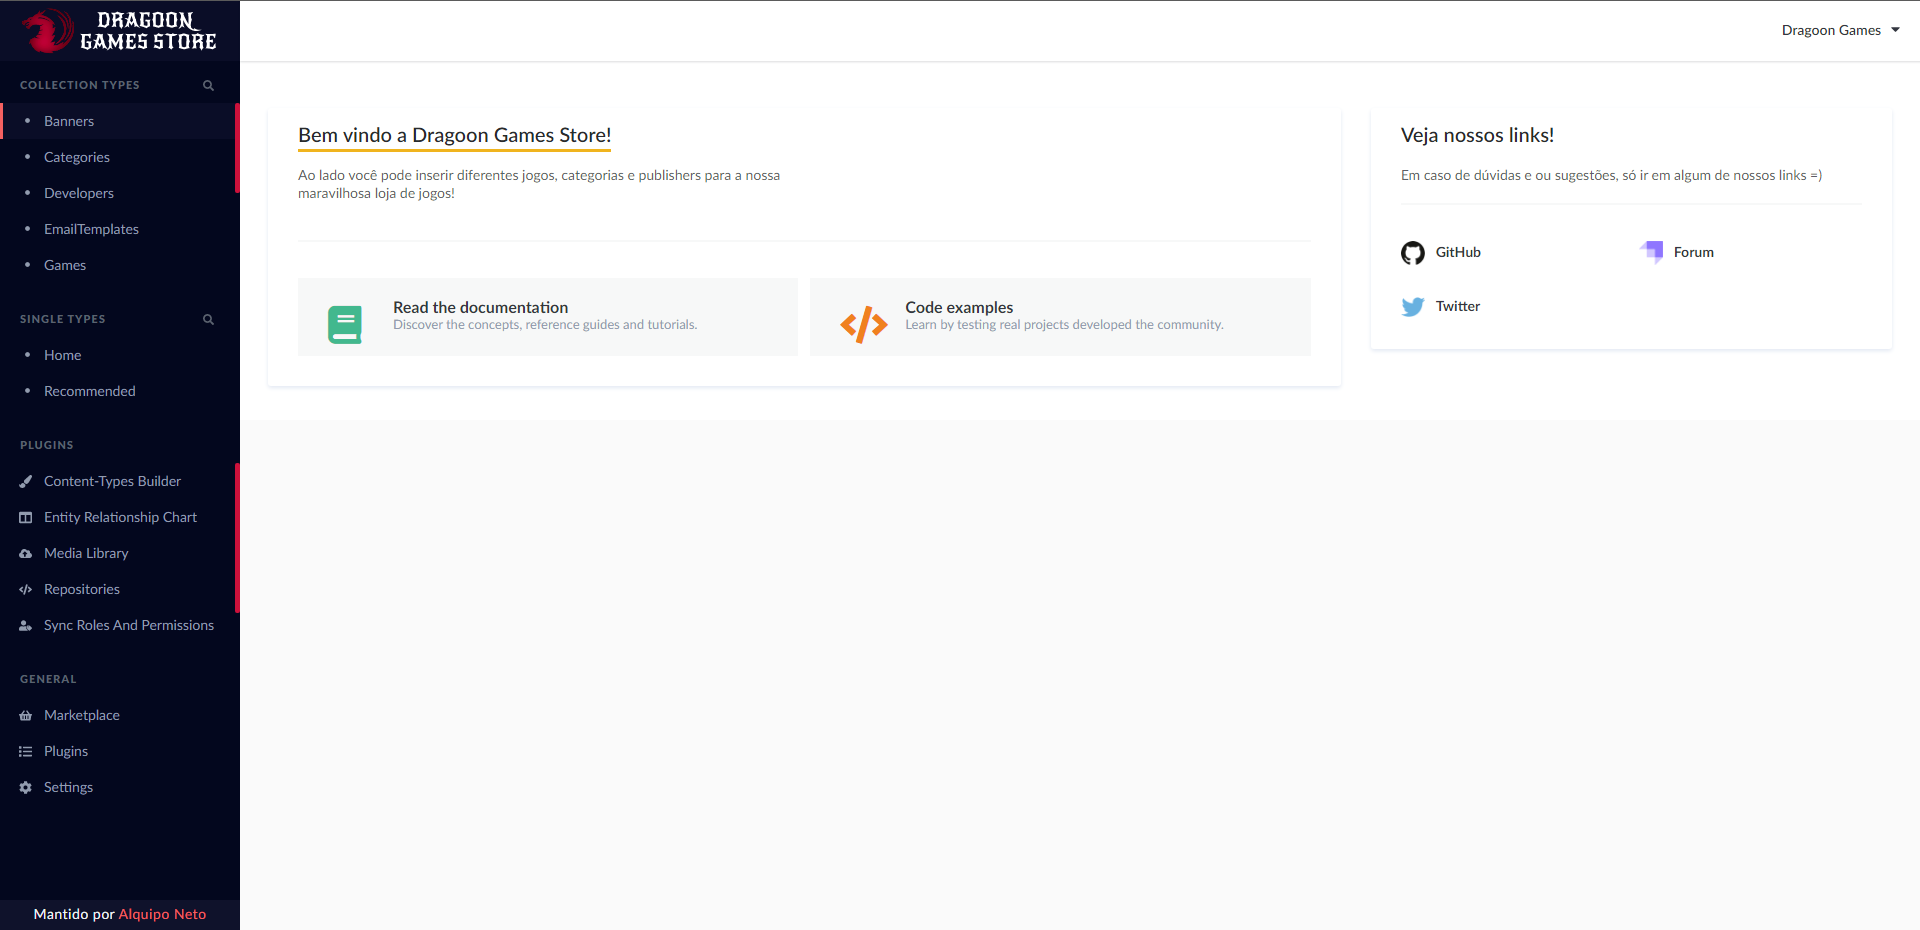 DRAGOON
GAMES STORE
Dragoon Games
COLLECTION TYPES
Banners
Categories
Developers
EmailTemplates
Games
SINGLE TYPES
Home
Recommended
PLUGINS
Content-Types Builder
Entity Relationship Chart
Media Library
Repositories
Sync Roles And Permissions
GENERAL
Marketplace
Plugins
Settings
Mantido por Alquipo Neto
Bem vindo a Dragoon Games Store!
Ao lado você pode inserir diferentes jogos, categorias e publishers para a nossa
maravilhosa loja de jogos!
Read the documentation
Discover the concepts, reference guides and tutorials.
Code examples
Learn by testing real projects developed the community.
Veja nossos links!
Em caso de dúvidas e ou sugestões, só ir em algum de nossos links =)
GitHub
Forum
Twitter